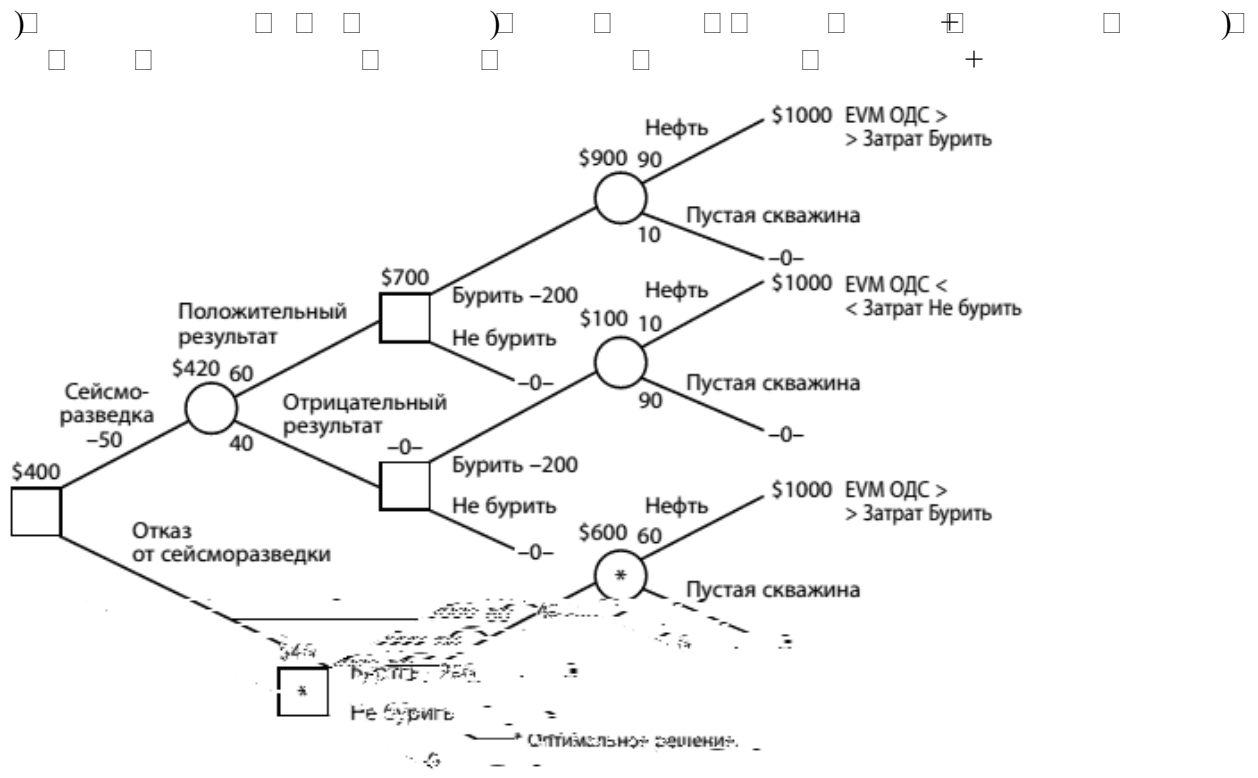 Нефть
$1000 EVM ОДС >
> Затрат Бурить
$900 90
Пустая скважина
10
–0–
$700
Бурить –200
Не бурить
–0–
Нефть
$1000 EVM ОДС <
< Затрат Не бурить
$100 10
Пустая скважина
90
–0–
Положительный
результат
$420 60
Сейсмо-
разведка
–50
40
Отрицательный
результат
–0–
Бурить –200
Не бурить
–0–
$400
Отказ
от сейсморазведки
Нефть
$1000 EVM ОДС >
> Затрат Бурить
$600 60
*
Пустая скважина
*
Не бурить
* Оптимальное решение